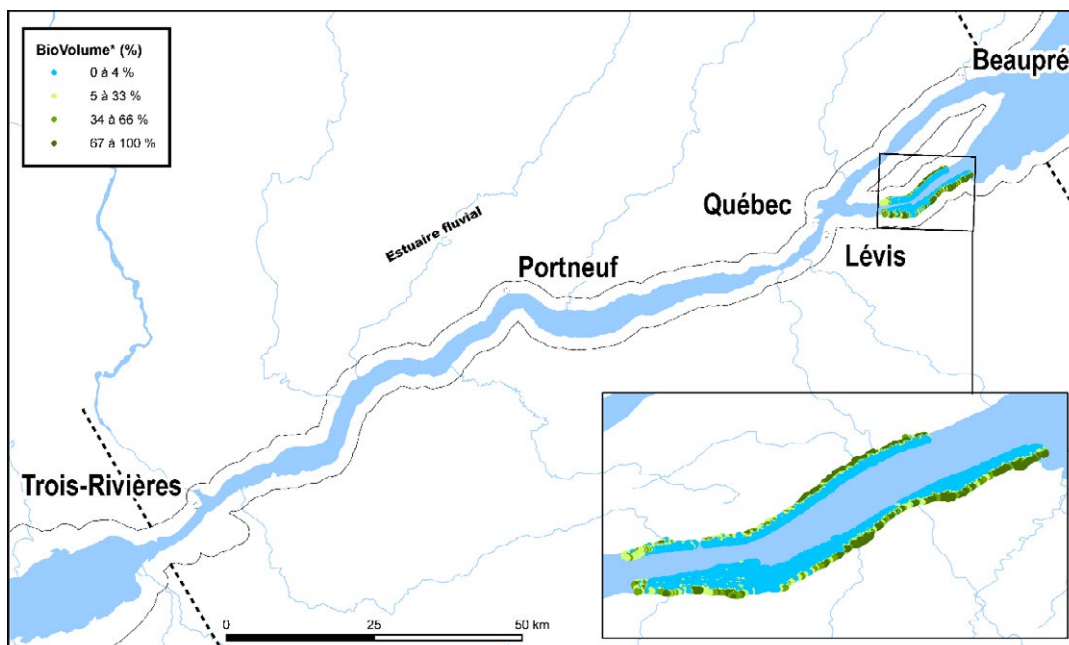 BioVolume* (%)
0 à 4 %
5 à 33 %
34 à 66 %
67 à 100 %
Beaupré
Québec
Estuaire fluvial
Lévis
Portneuf
Trois-Rivières
0 25 50 km